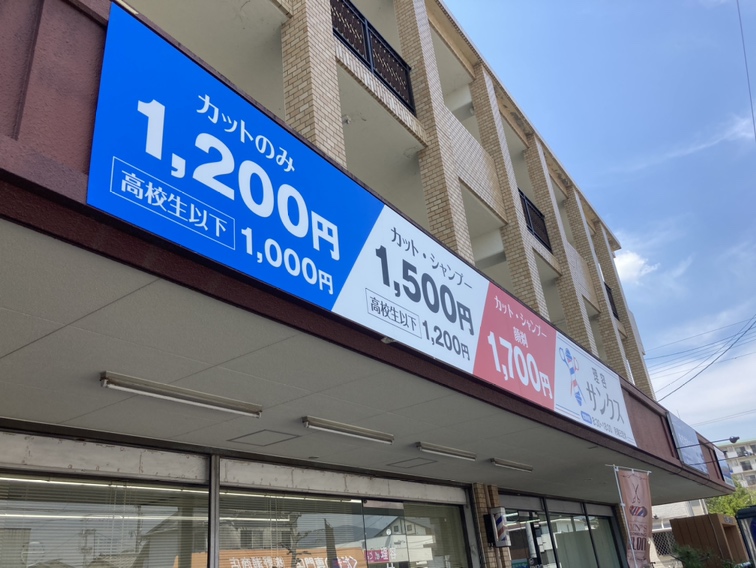 カットのみ
1,200円
高校生以下
1,000円
カット・シャンプー
1,500円
高校生以下
1,200円
カット・シャンプー
顔剃
1,700円
理容
サンクス